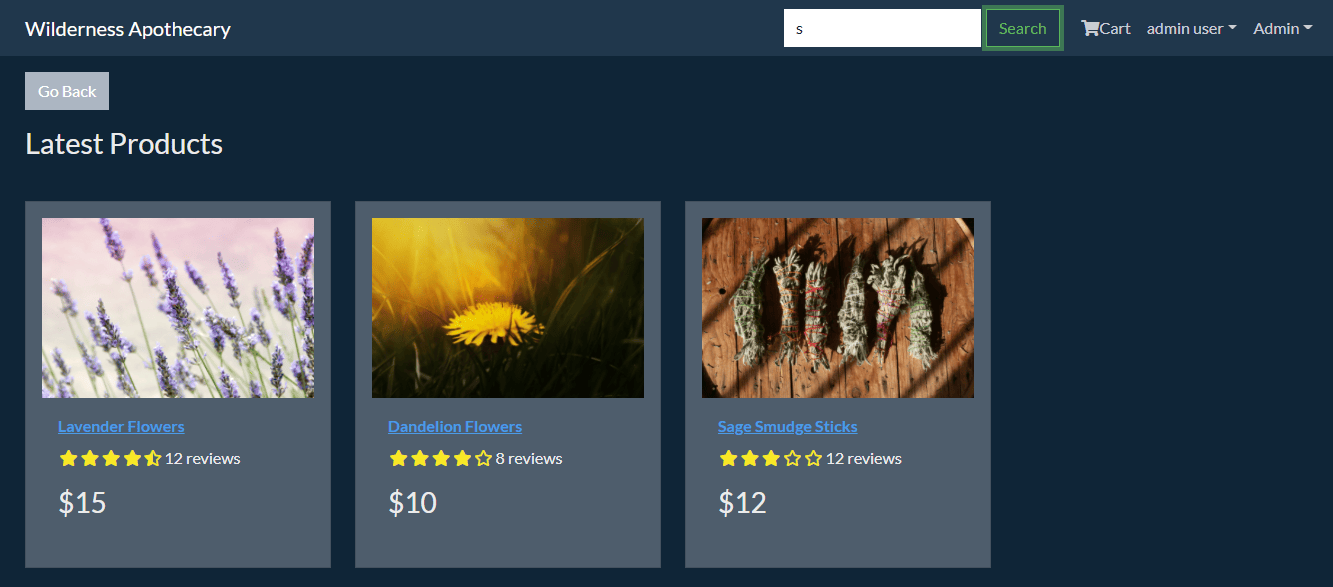 Wilderness Apothecary
s
Search
Cart
admin user
Admin
Go Back
Latest Products
Lavender Flowers
12 reviews
$15
Dandelion Flowers
8 reviews
$10
Sage Smudge Sticks
12 reviews
$12